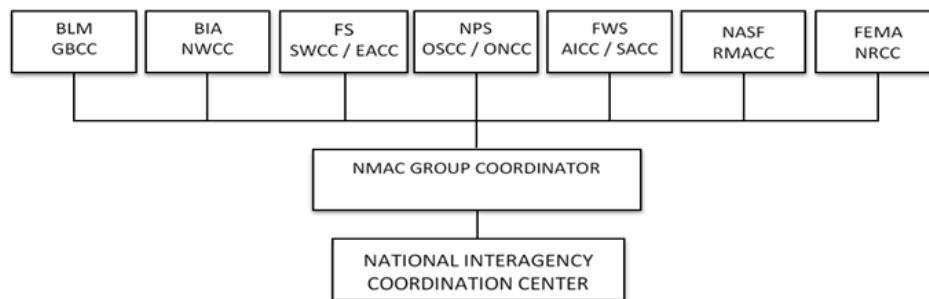 BLM
GBCC
BIA
NWCC
FS
SWCC / EACC
NPS
OSCC / ONCC
FWS
AICC / SACC
NASF
RMACC
FEMA
NRCC
NMAC GROUP COORDINATOR
NATIONAL INTERAGENCY
COORDINATION CENTER